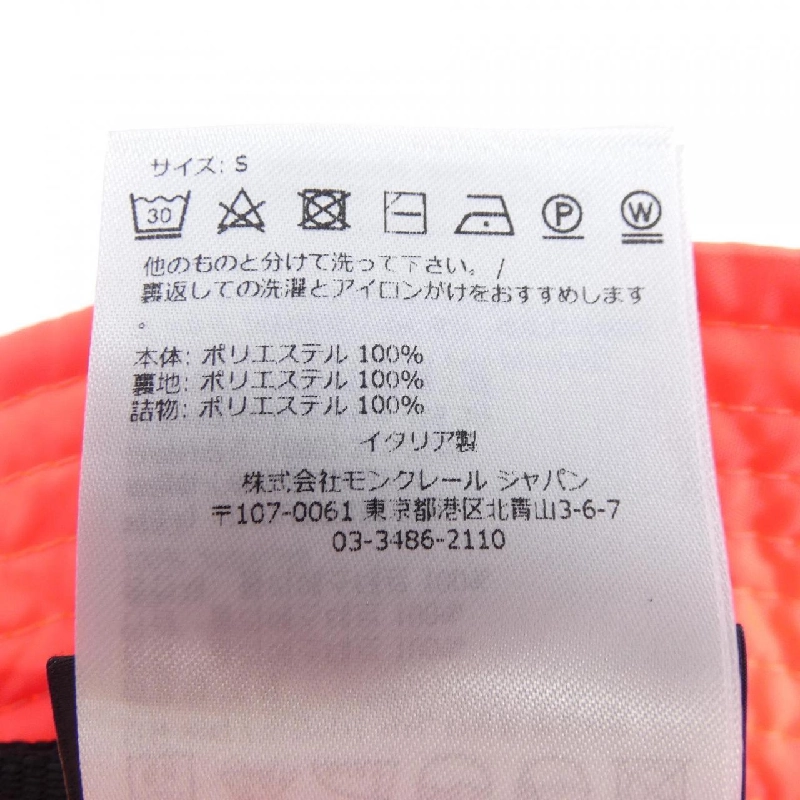 サイズ: S
30
P
W
他のものと分けて洗って下さい。 /
裏返しての洗濯とアイロンがけをおすすめします
。
本体: ポリエステル 100%
裏地: ポリエステル 100%
詰物: ポリエステル 100%
イタリア製
株式会社モンクレール ジャパン
〒107-0061 東京都港区北青山3-6-7
03-3486-2110